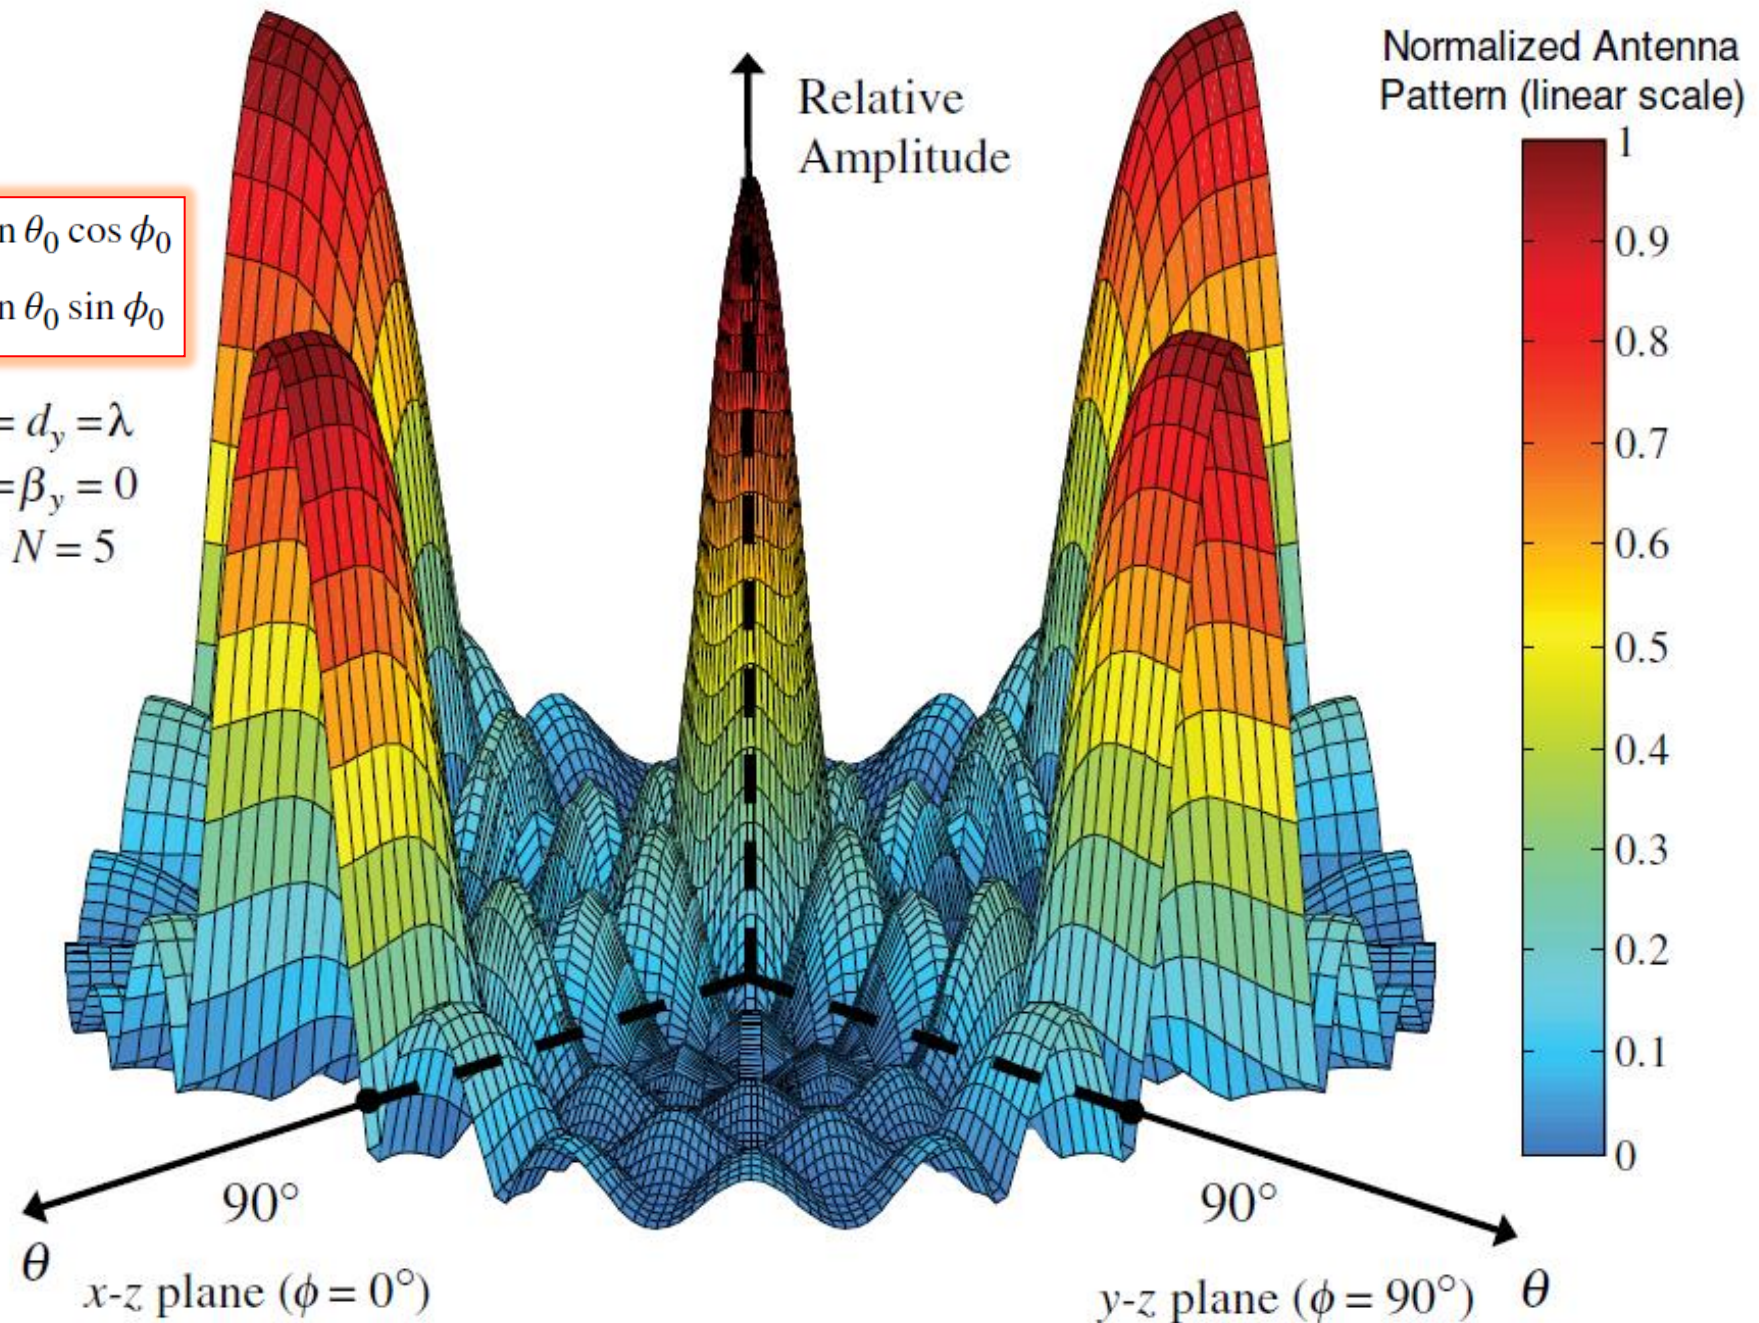 Relative
Amplitude
Normalized Antenna
Pattern (linear scale)
1
0.9
0.8
0.7
0.6
0.5
0.4
0.3
0.2
0.1
0
n θ₀ cos ϕ₀
n θ₀ sin ϕ₀
= d_y = λ
= β_y = 0
N = 5
90°
θ
x-z plane (ϕ = 0°)
90°
θ
y-z plane (ϕ = 90°)